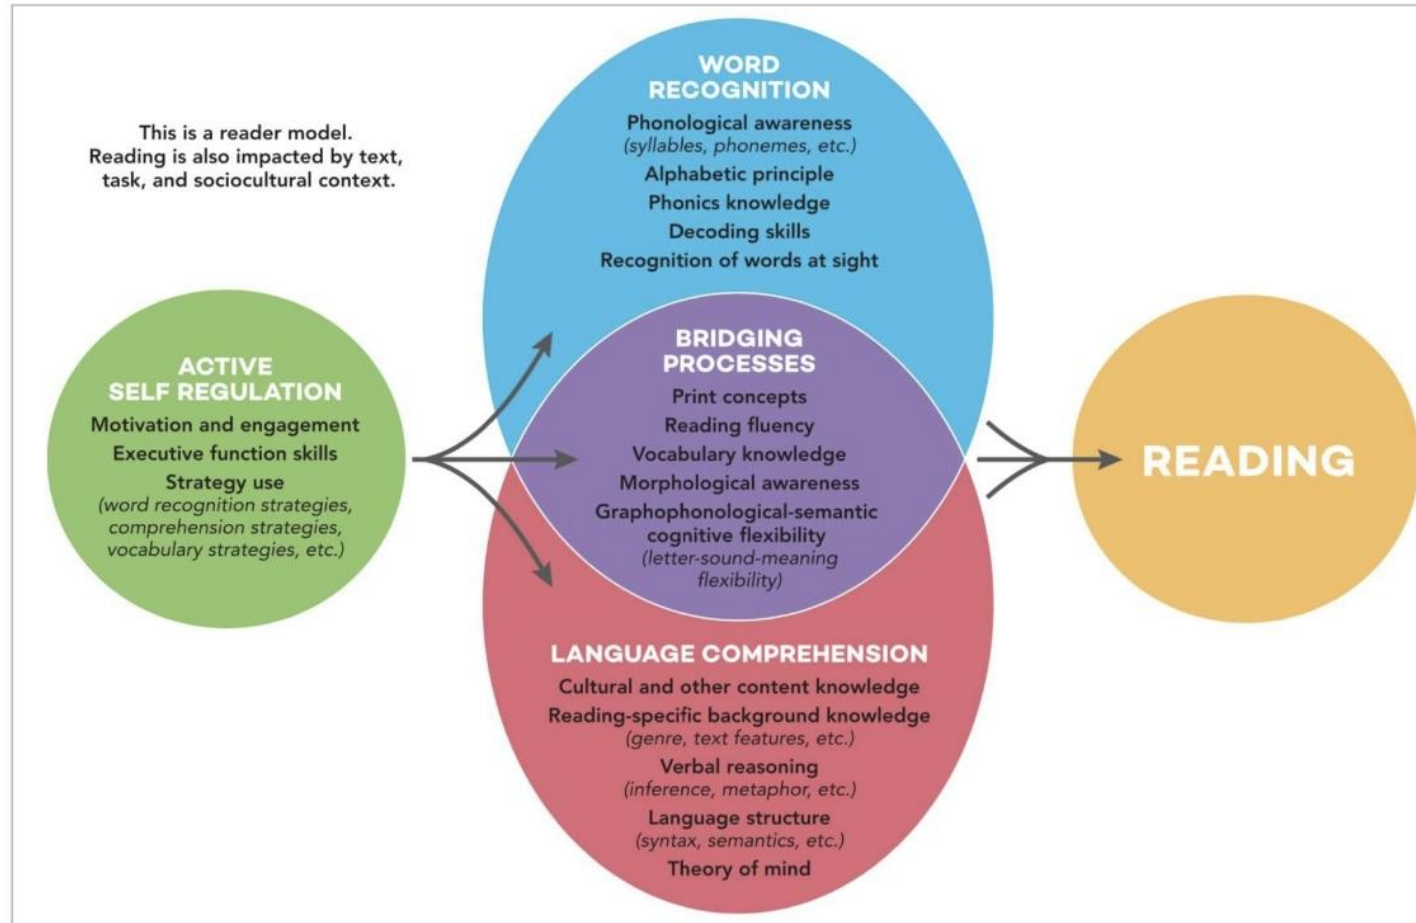 This is a reader model.
Reading is also impacted by text,
task, and sociocultural context.
ACTIVE
SELF REGULATION
Motivation and engagement
Executive function skills
Strategy use
(word recognition strategies,
comprehension strategies,
vocabulary strategies, etc.)
WORD
RECOGNITION
Phonological awareness
(syllables, phonemes, etc.)
Alphabetic principle
Phonics knowledge
Decoding skills
Recognition of words at sight
BRIDGING
PROCESSES
Print concepts
Reading fluency
Vocabulary knowledge
Morphological awareness
Graphophonological-semantic
cognitive flexibility
(letter-sound-meaning
flexibility)
LANGUAGE COMPREHENSION
Cultural and other content knowledge
Reading-specific background knowledge
(genre, text features, etc.)
Verbal reasoning
(inference, metaphor, etc.)
Language structure
(syntax, semantics, etc.)
Theory of mind
READING